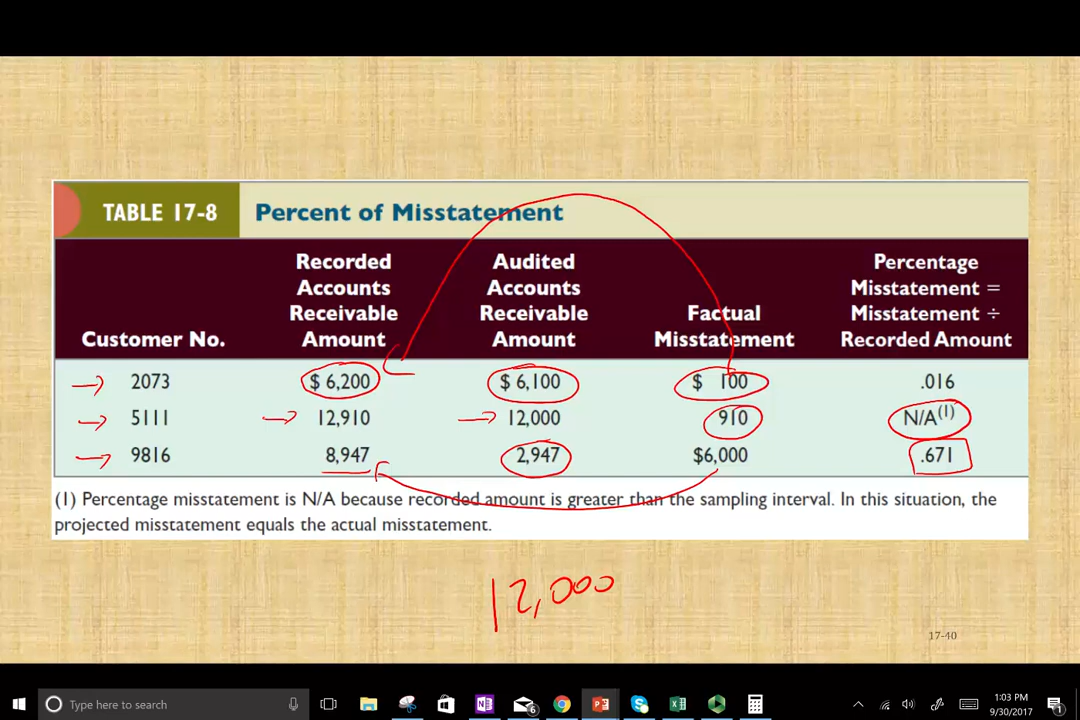 TABLE 17-8 Percent of Misstatement
Customer No.
Recorded
Accounts
Receivable
Amount
Audited
Accounts
Receivable
Amount
Factual
Misstatement
Percentage
Misstatement =
Misstatement ÷
Recorded Amount
2073 $ 6,200 $ 6,100 $ 100 .016
5111 12,910 12,000 910 N/A(1)
9816 8,947 2,947 $6,000 .671
(1) Percentage misstatement is N/A because recorded amount is greater than the sampling interval. In this situation, the
projected misstatement equals the actual misstatement.
12,000
17-40
Type here to search
6
1:03 PM
9/30/2017
1